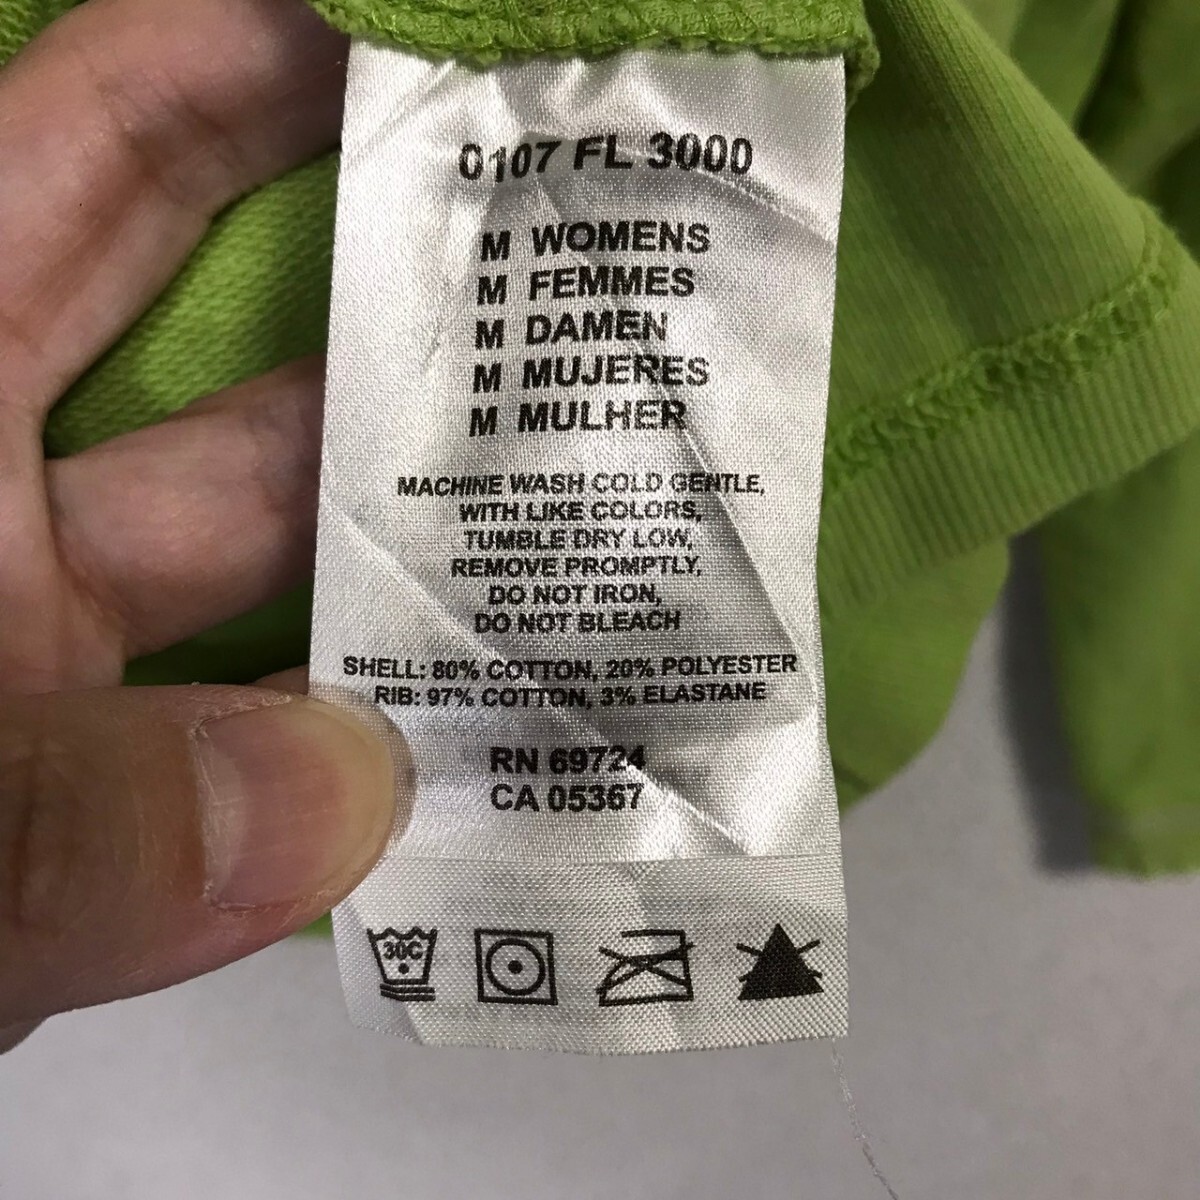 0107 FL 3000
M WOMENS
M FEMMES
M DAMEN
M MUJERES
M MULHER
MACHINE WASH COLD GENTLE,
WITH LIKE COLORS,
TUMBLE DRY LOW,
REMOVE PROMPTLY,
DO NOT IRON,
DO NOT BLEACH
SHELL: 80% COTTON, 20% POLYESTER
RIB: 97% COTTON, 3% ELASTANE
RN 69724
CA 05367
30C